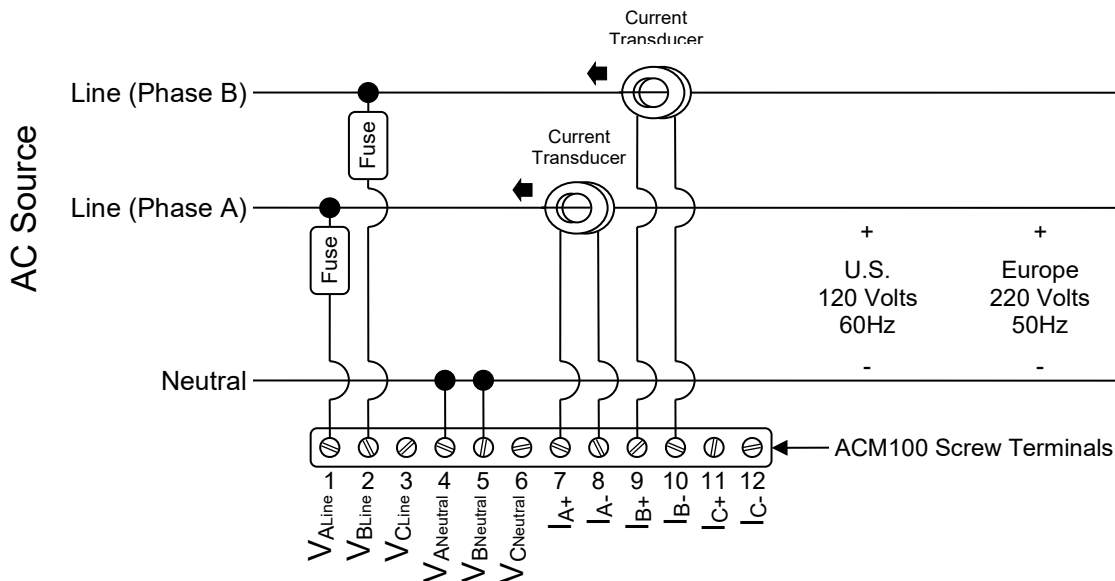 Current
Transducer
Line (Phase B)
Fuse
Current
Transducer
AC Source
Line (Phase A)
Fuse
+
+
U.S.
120 Volts
60Hz
Europe
220 Volts
50Hz
-
-
Neutral
ACM100 Screw Terminals
1 2 3 4 5 6 7 8 9 10 11 12
VALine
VBLine
VCLine
VANeutral
VBNeutral
VCNeutral
IA+
IA-
IB+
IB-
IC+
IC-